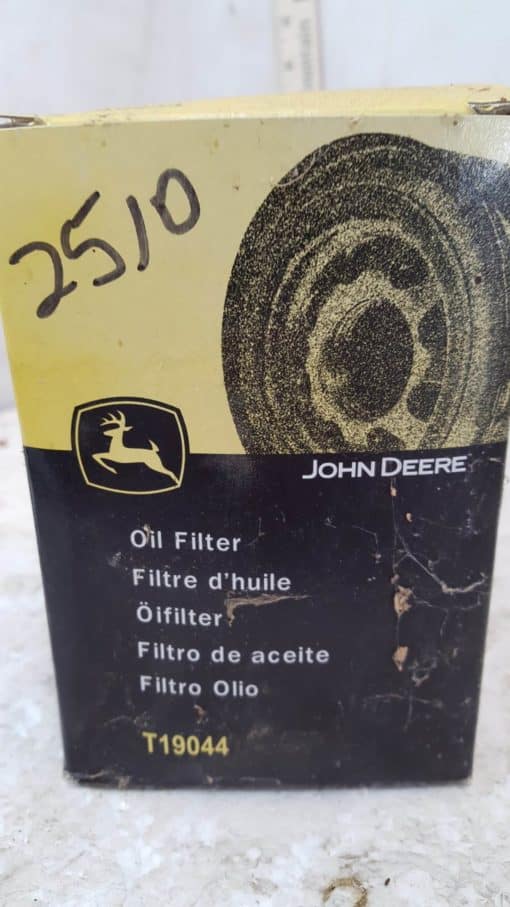 2510
JOHN DEERE
Oil Filter
Filtre d'huile
Öifilter
Filtro de aceite
Filtro Olio
T19044